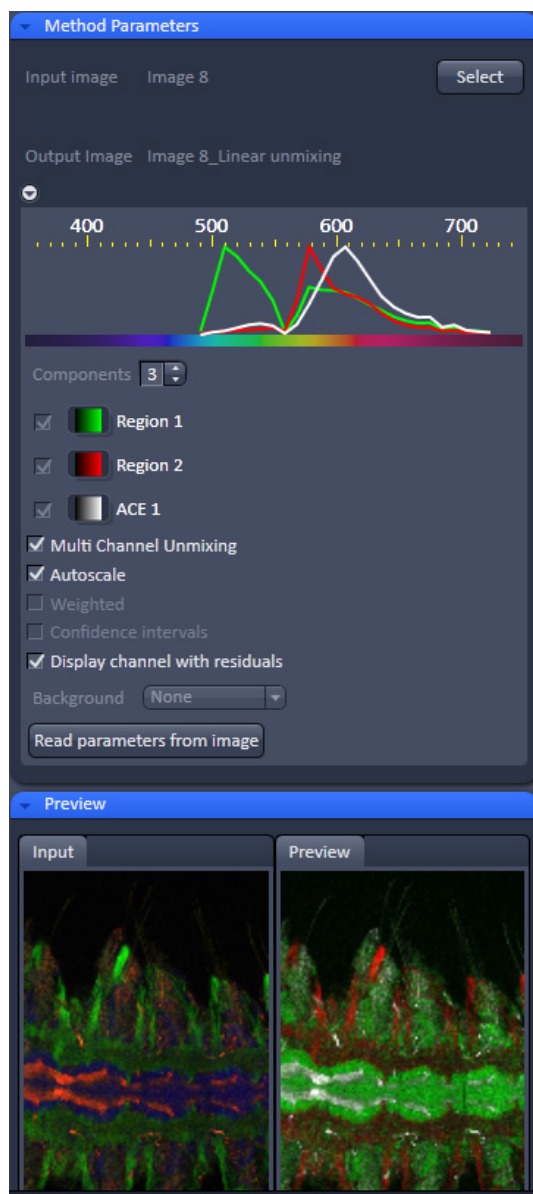 Method Parameters
Input image Image 8 Select
Output Image Image 8_Linear unmixing
400 500 600 700
Components 3
Region 1
Region 2
ACE 1
Multi Channel Unmixing
Autoscale
Weighted
Confidence intervals
Display channel with residuals
Background None
Read parameters from image
Preview
Input Preview